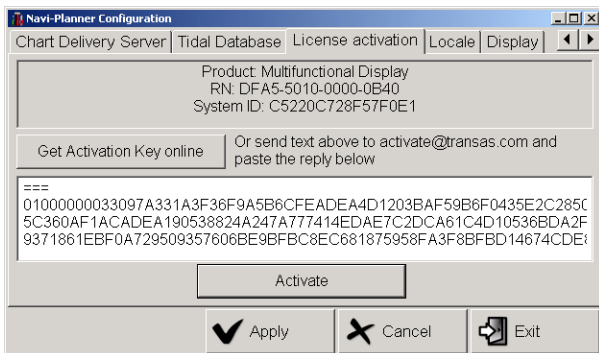 Navi-Planner Configuration
Chart Delivery Server Tidal Database License activation Locale Display
Product: Multifunctional Display
RN: DFA5-5010-0000-0B40
System ID: C5220C728F57F0E1
Get Activation Key online
Or send text above to activate@transas.com and
paste the reply below
===
01000000033097A331A3F36F9A5B6CFEADEA4D1203BAF59B6F0435E2C2850
5C360AF1ACADEA190538824A247A777414EDAE7C2DCA61C4D10536BDA2F
9371861EBF0A729509357606BE9BFBC8EC681875958FA3F8BFBD14674CDE8
Activate
Apply Cancel Exit